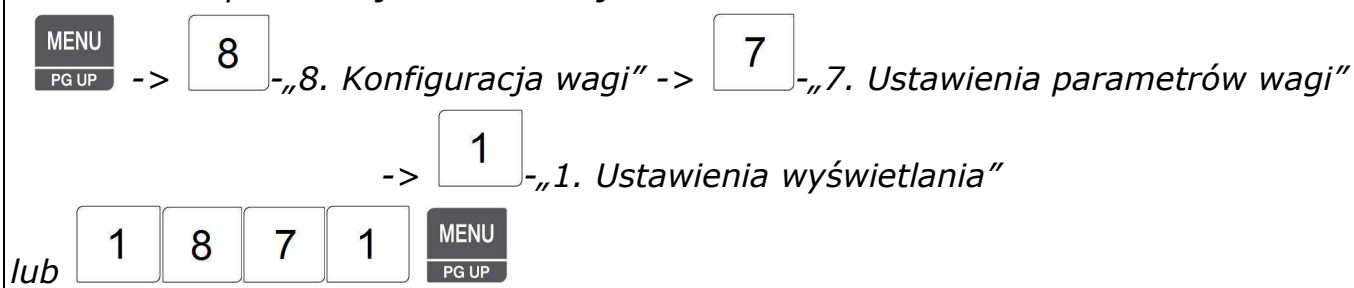 MENU
PG UP -> 8 -„8. Konfiguracja wagi” -> 7 -„7. Ustawienia parametrów wagi”
-> 1 -„1. Ustawienia wyświetlania”
lub 1 8 7 1 MENU
PG UP